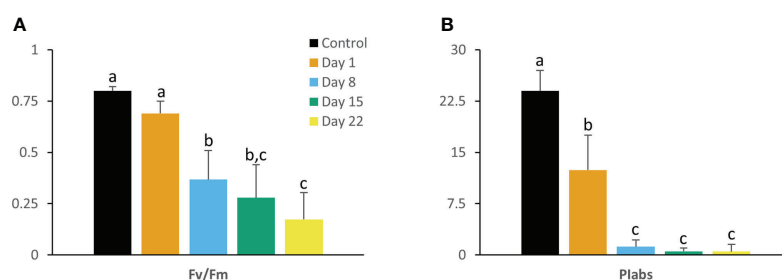 A
1
0.75
0.5
0.25
0
a
a
b
b,c
c
Control
Day 1
Day 8
Day 15
Day 22
Fv/Fm
B
30
22.5
15
7.5
0
a
b
c
c
c
PIabs